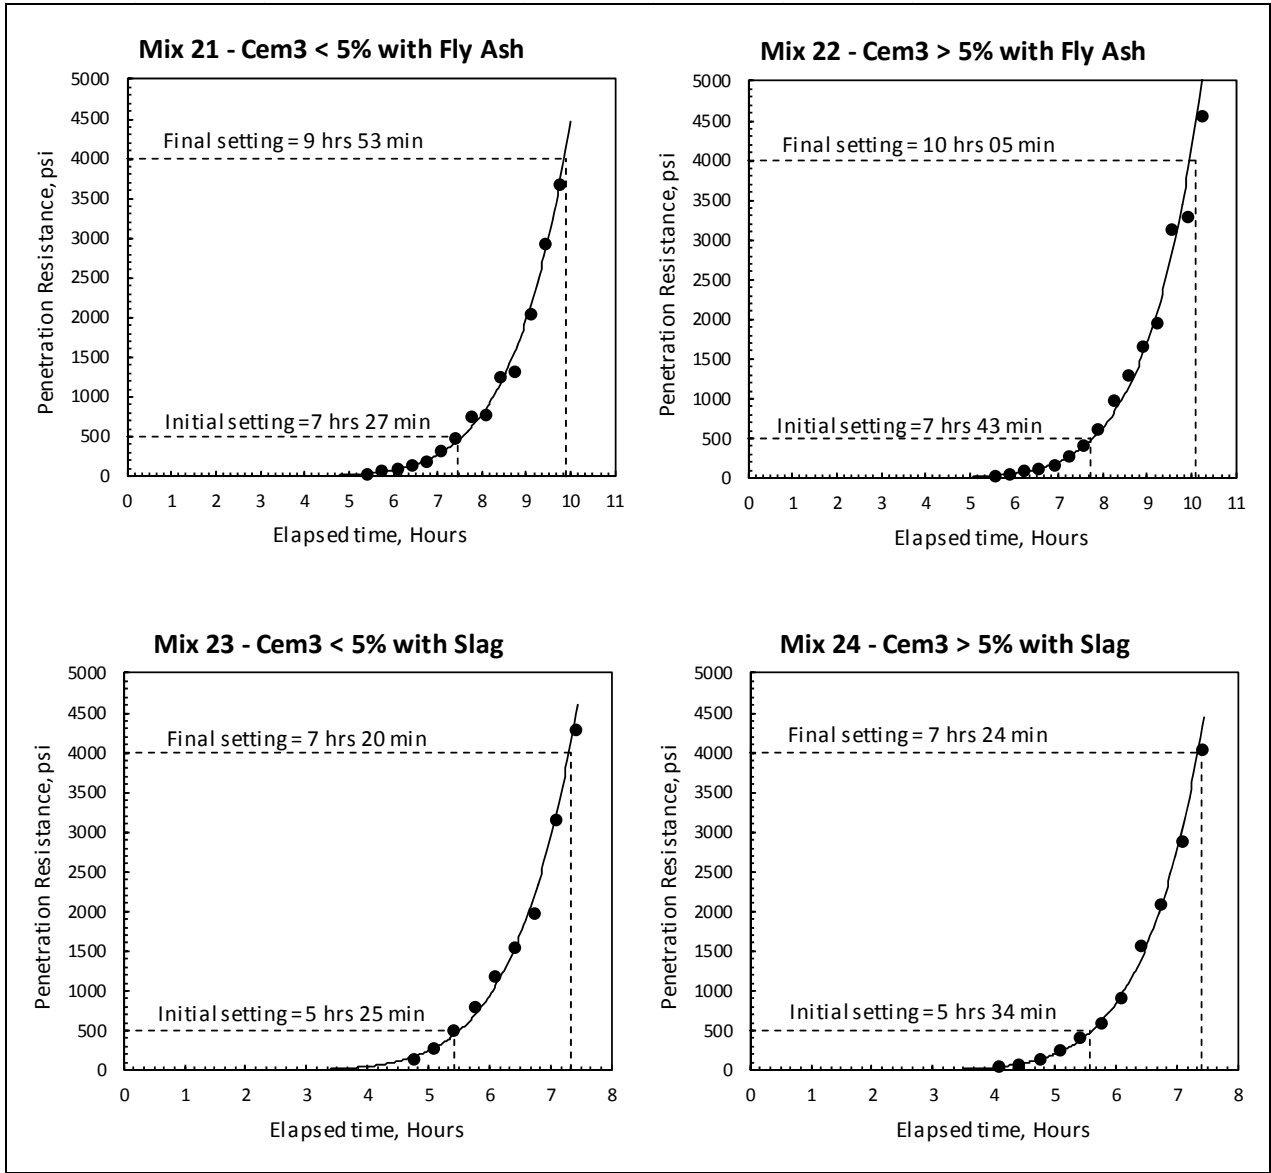 Mix 21 - Cem3 < 5% with Fly Ash
5000
4500
4000
3500
3000
2500
2000
1500
1000
500
0
Penetration Resistance, psi
Final setting = 9 hrs 53 min
Initial setting =7 hrs 27 min
0 1 2 3 4 5 6 7 8 9 10 11
Elapsed time, Hours
Mix 22 - Cem3 > 5% with Fly Ash
5000
4500
4000
3500
3000
2500
2000
1500
1000
500
0
Penetration Resistance, psi
Final setting = 10 hrs 05 min
Initial setting =7 hrs 43 min
0 1 2 3 4 5 6 7 8 9 10 11
Elapsed time, Hours
Mix 23 - Cem3 < 5% with Slag
5000
4500
4000
3500
3000
2500
2000
1500
1000
500
0
Penetration Resistance, psi
Final setting = 7 hrs 20 min
Initial setting = 5 hrs 25 min
0 1 2 3 4 5 6 7 8
Elapsed time, Hours
Mix 24 - Cem3 > 5% with Slag
5000
4500
4000
3500
3000
2500
2000
1500
1000
500
0
Penetration Resistance, psi
Final setting = 7 hrs 24 min
Initial setting = 5 hrs 34 min
0 1 2 3 4 5 6 7 8
Elapsed time, Hours